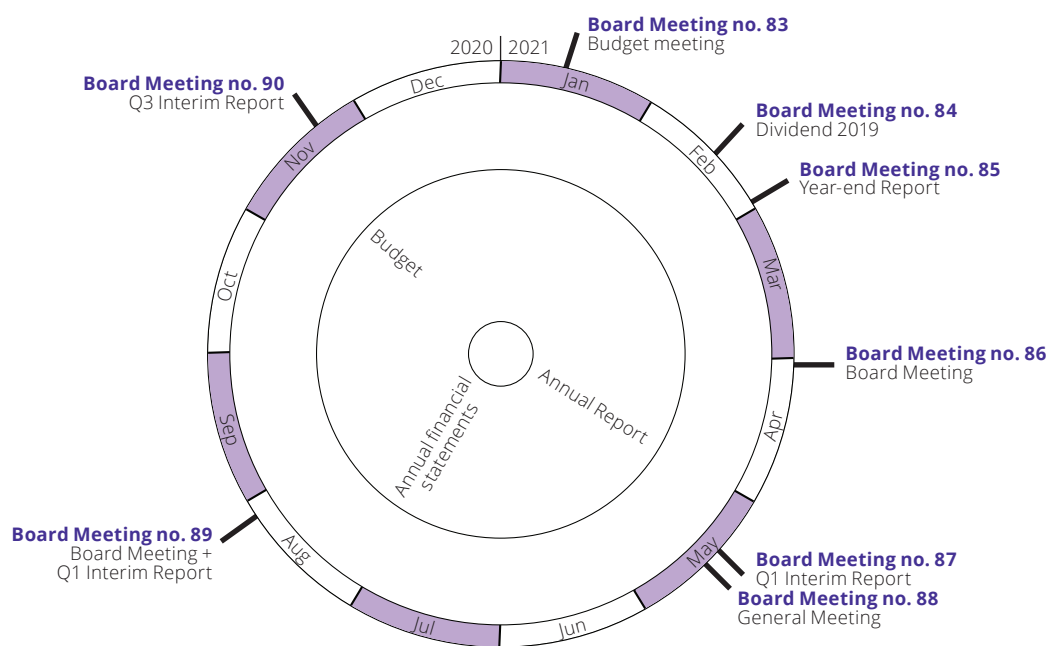 2020 2021
Board Meeting no. 83
Budget meeting
Board Meeting no. 84
Dividend 2019
Board Meeting no. 85
Year-end Report
Board Meeting no. 86
Board Meeting
Board Meeting no. 87
Q1 Interim Report
Board Meeting no. 88
General Meeting
Board Meeting no. 89
Board Meeting +
Q1 Interim Report
Board Meeting no. 90
Q3 Interim Report
Jan
Feb
Mar
Apr
May
Jun
Jul
Aug
Sep
Oct
Nov
Dec
Budget
Annual Report
Annual financial
statements